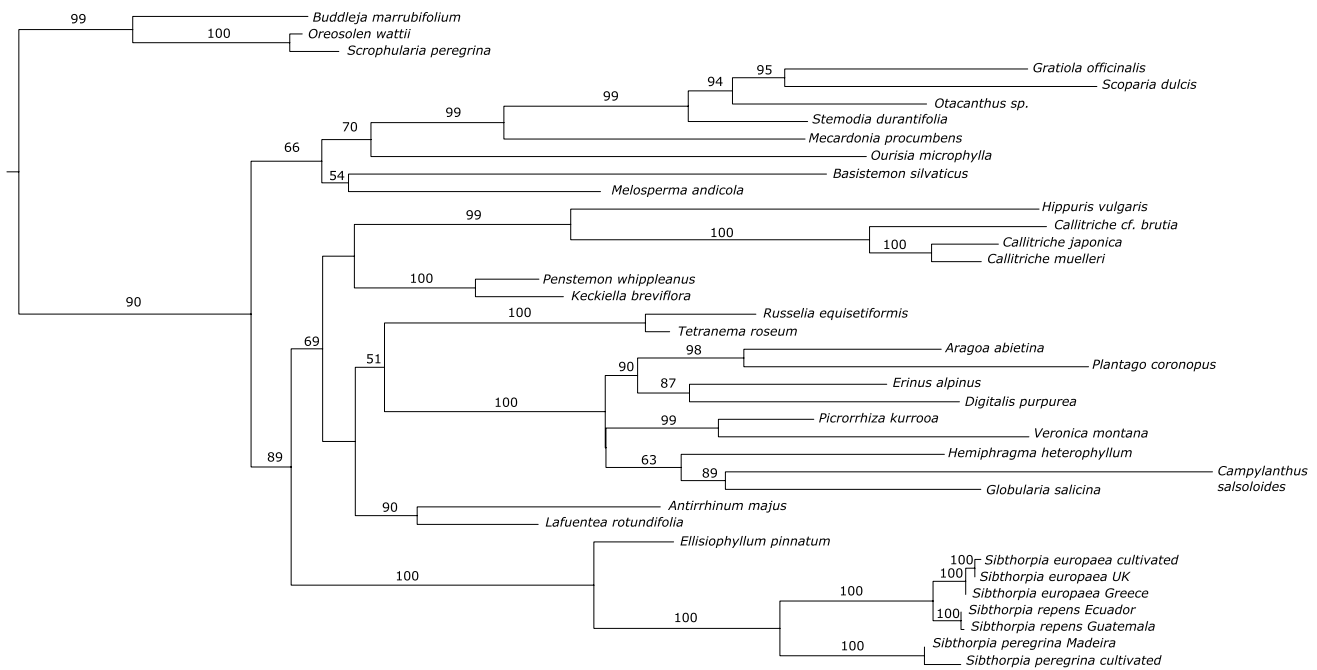 99
Buddleja marrubifolium
100
Oreosolen wattii
Scrophularia peregrina
95
Gratiola officinalis
94
Scoparia dulcis
99
Otacanthus sp.
99
Stemodia durantifolia
70
Mecardonia procumbens
66
Ourisia microphylla
54
Basistemon silvaticus
Melosperma andicola
99
Hippuris vulgaris
100
Callitriche cf. brutia
100
Callitriche japonica
Callitriche muelleri
100
Penstemon whippleanus
Keckiella breviflora
90
100
Russelia equisetiformis
Tetranema roseum
69
51
98
Aragoa abietina
90
Plantago coronopus
87
Erinus alpinus
100
Digitalis purpurea
99
Picrorrhiza kurrooa
Veronica montana
89
63
Hemiphragma heterophyllum
89
Campylanthus
salsoloides
Globularia salicina
90
Antirrhinum majus
Lafuentea rotundifolia
Ellisiophyllum pinnatum
100
100
Sibthorpia europaea cultivated
100
Sibthorpia europaea UK
100
Sibthorpia europaea Greece
100
Sibthorpia repens Ecuador
100
Sibthorpia repens Guatemala
100
Sibthorpia peregrina Madeira
Sibthorpia peregrina cultivated